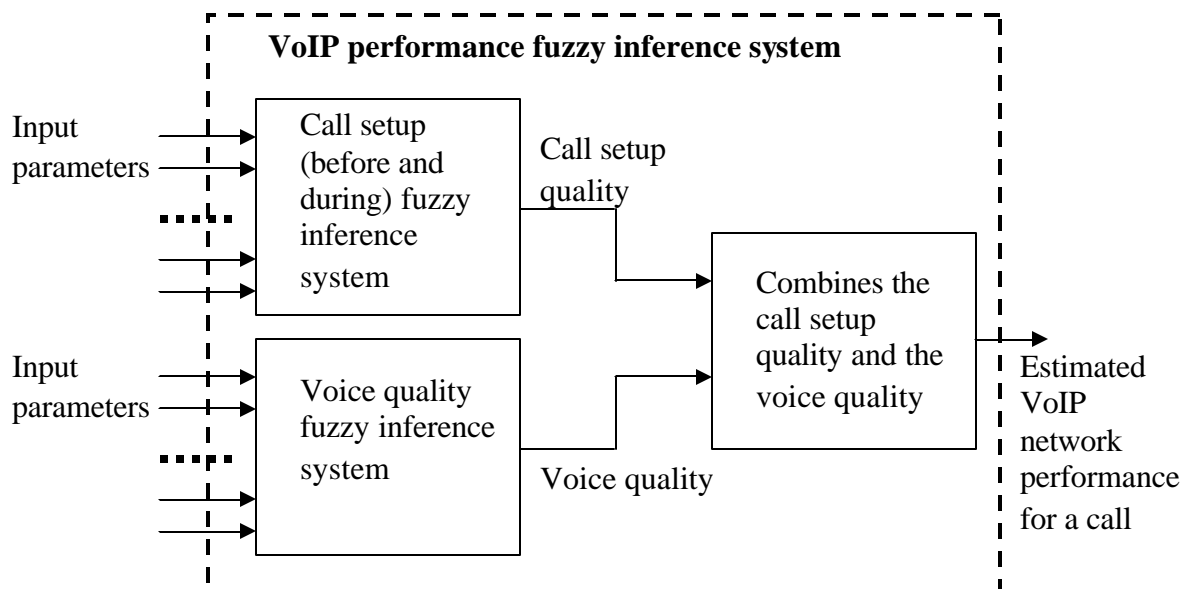 VoIP performance fuzzy inference system
Input
parameters
Call setup
(before and
during) fuzzy
inference
system
Call setup
quality
Combines the
call setup
quality and the
voice quality
Input
parameters
Voice quality
fuzzy inference
system
Voice quality
Estimated
VoIP
network
performance
for a call